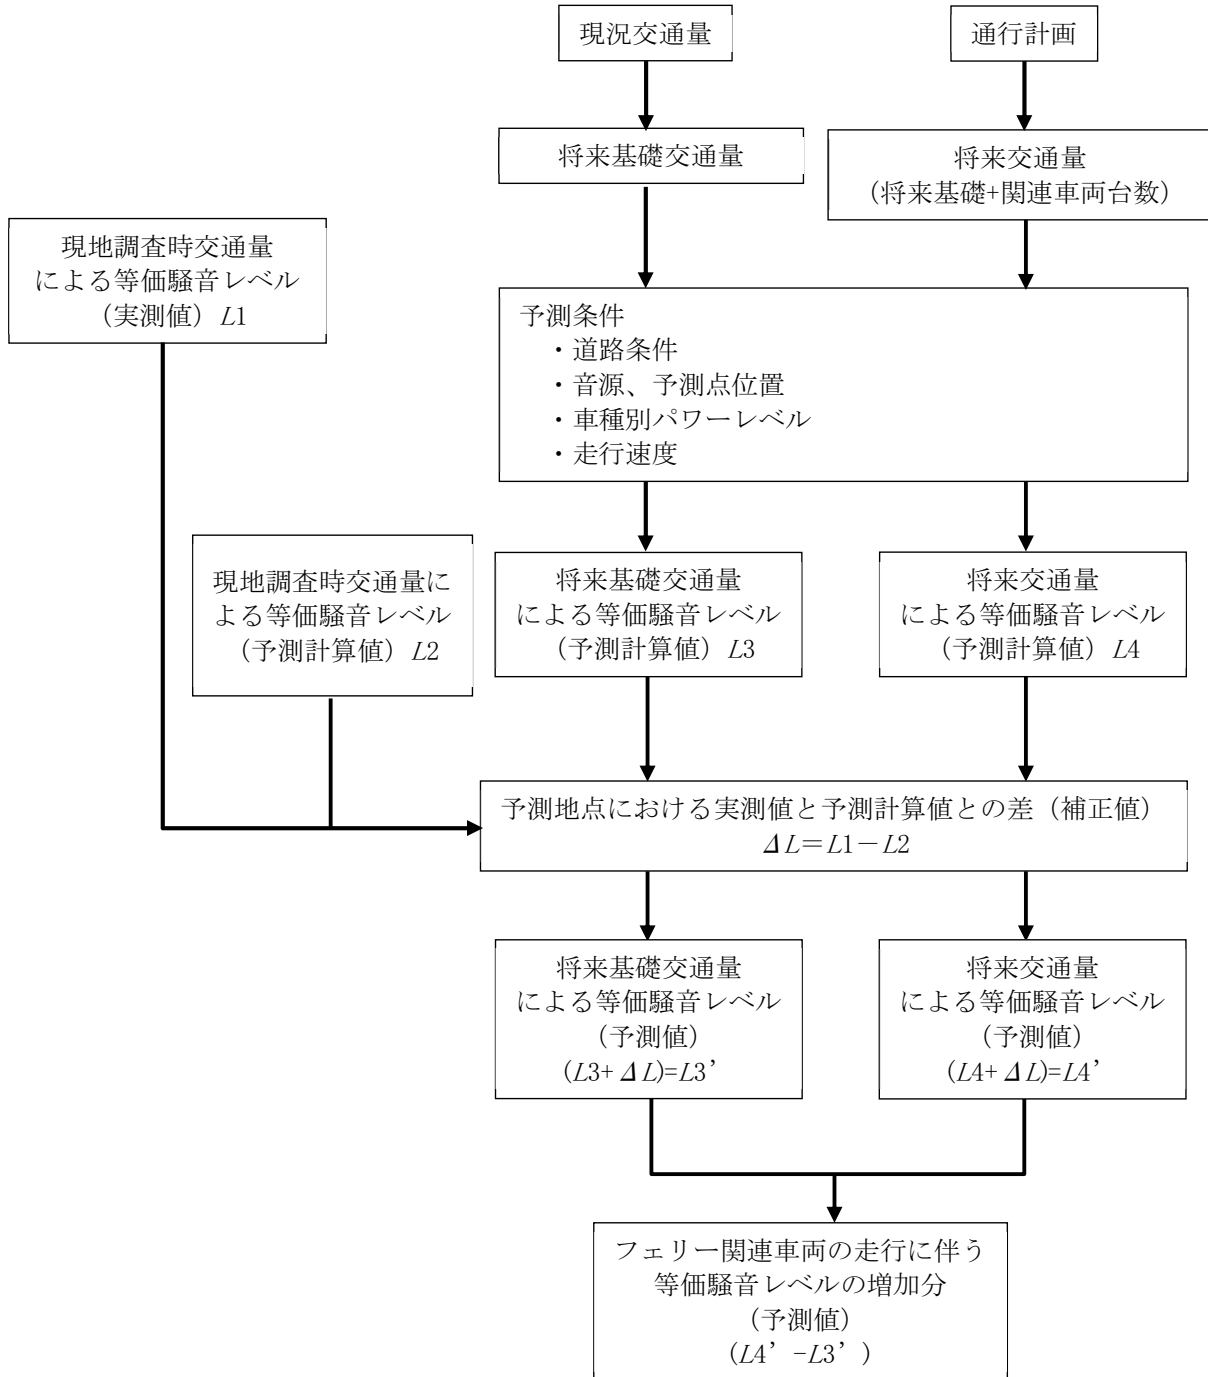 現況交通量
通行計画
将来基礎交通量
将来交通量
(将来基礎+関連車両台数)
現地調査時交通量
による等価騒音レベル
(実測値) L1
予測条件
・道路条件
・音源、予測点位置
・車種別パワーレベル
・走行速度
現地調査時交通量に
よる等価騒音レベル
(予測計算値) L2
将来基礎交通量
による等価騒音レベル
(予測計算値) L3
将来交通量
による等価騒音レベル
(予測計算値) L4
予測地点における実測値と予測計算値との差(補正値)
ΔL=L1-L2
将来基礎交通量
による等価騒音レベル
(予測値)
(L3+ΔL)=L3’
将来交通量
による等価騒音レベル
(予測値)
(L4+ΔL)=L4’
フェリー関連車両の走行に伴う
等価騒音レベルの増加分
(予測値)
(L4’-L3’)